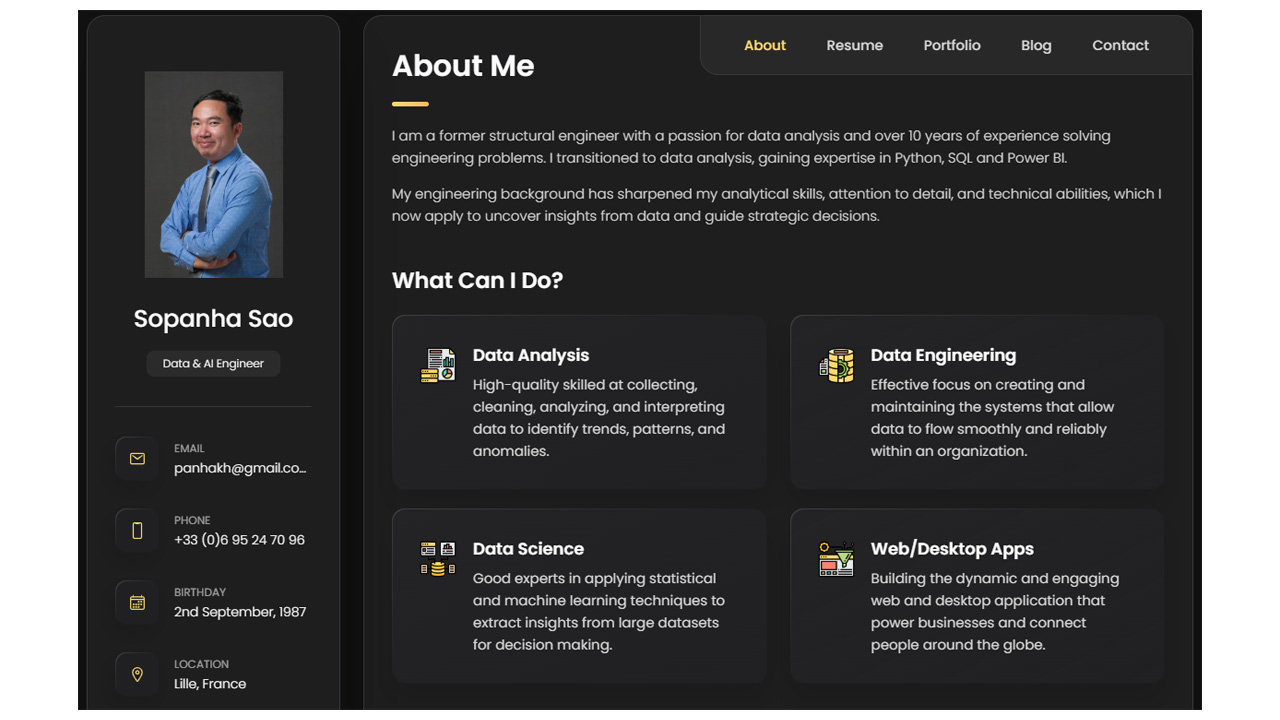 Sopanha Sao
Data & AI Engineer
EMAIL
panhakh@gmail.co...
PHONE
+33 (0)6 95 24 70 96
BIRTHDAY
2nd September, 1987
LOCATION
Lille, France
About Resume Portfolio Blog Contact
About Me
I am a former structural engineer with a passion for data analysis and over 10 years of experience solving
engineering problems. I transitioned to data analysis, gaining expertise in Python, SQL and Power BI.
My engineering background has sharpened my analytical skills, attention to detail, and technical abilities, which I
now apply to uncover insights from data and guide strategic decisions.
What Can I Do?
Data Analysis
High-quality skilled at collecting,
cleaning, analyzing, and interpreting
data to identify trends, patterns, and
anomalies.
Data Engineering
Effective focus on creating and
maintaining the systems that allow
data to flow smoothly and reliably
within an organization.
Data Science
Good experts in applying statistical
and machine learning techniques to
extract insights from large datasets
for decision making.
Web/Desktop Apps
Building the dynamic and engaging
web and desktop application that
power businesses and connect
people around the globe.